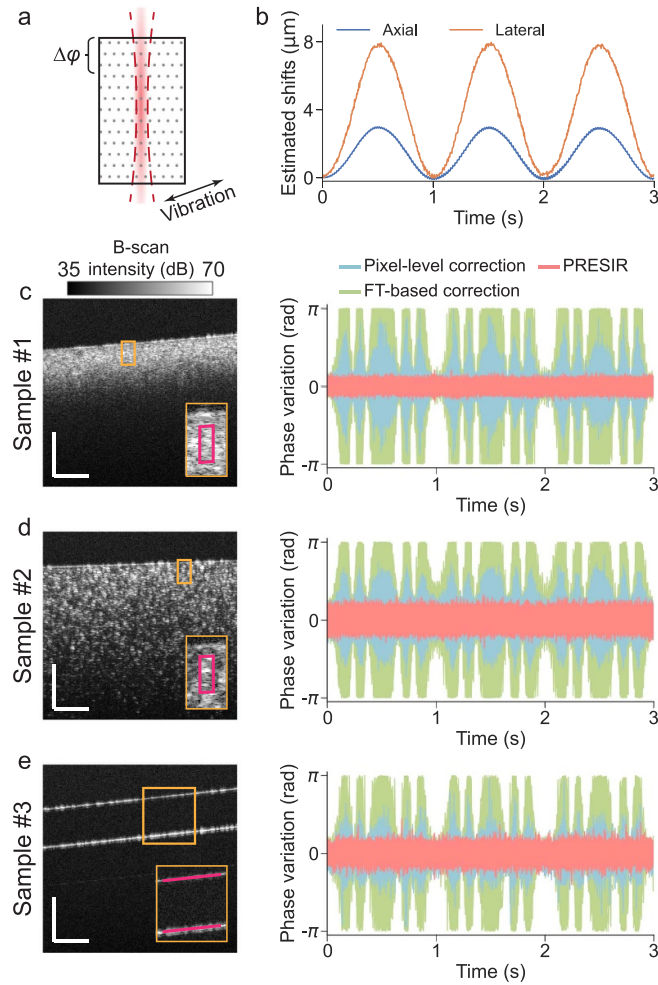 a
Δφ
Vibration
b
Axial
Lateral
Estimated shifts (μm)
8
4
0
0
1
2
3
Time (s)
B-scan
intensity (dB)
35
70
Pixel-level correction
PRESIR
FT-based correction
c
Sample #1
Phase variation (rad)
π
0
-π
0
1
2
3
Time (s)
d
Sample #2
Phase variation (rad)
π
0
-π
0
1
2
3
Time (s)
e
Sample #3
Phase variation (rad)
π
0
-π
0
1
2
3
Time (s)